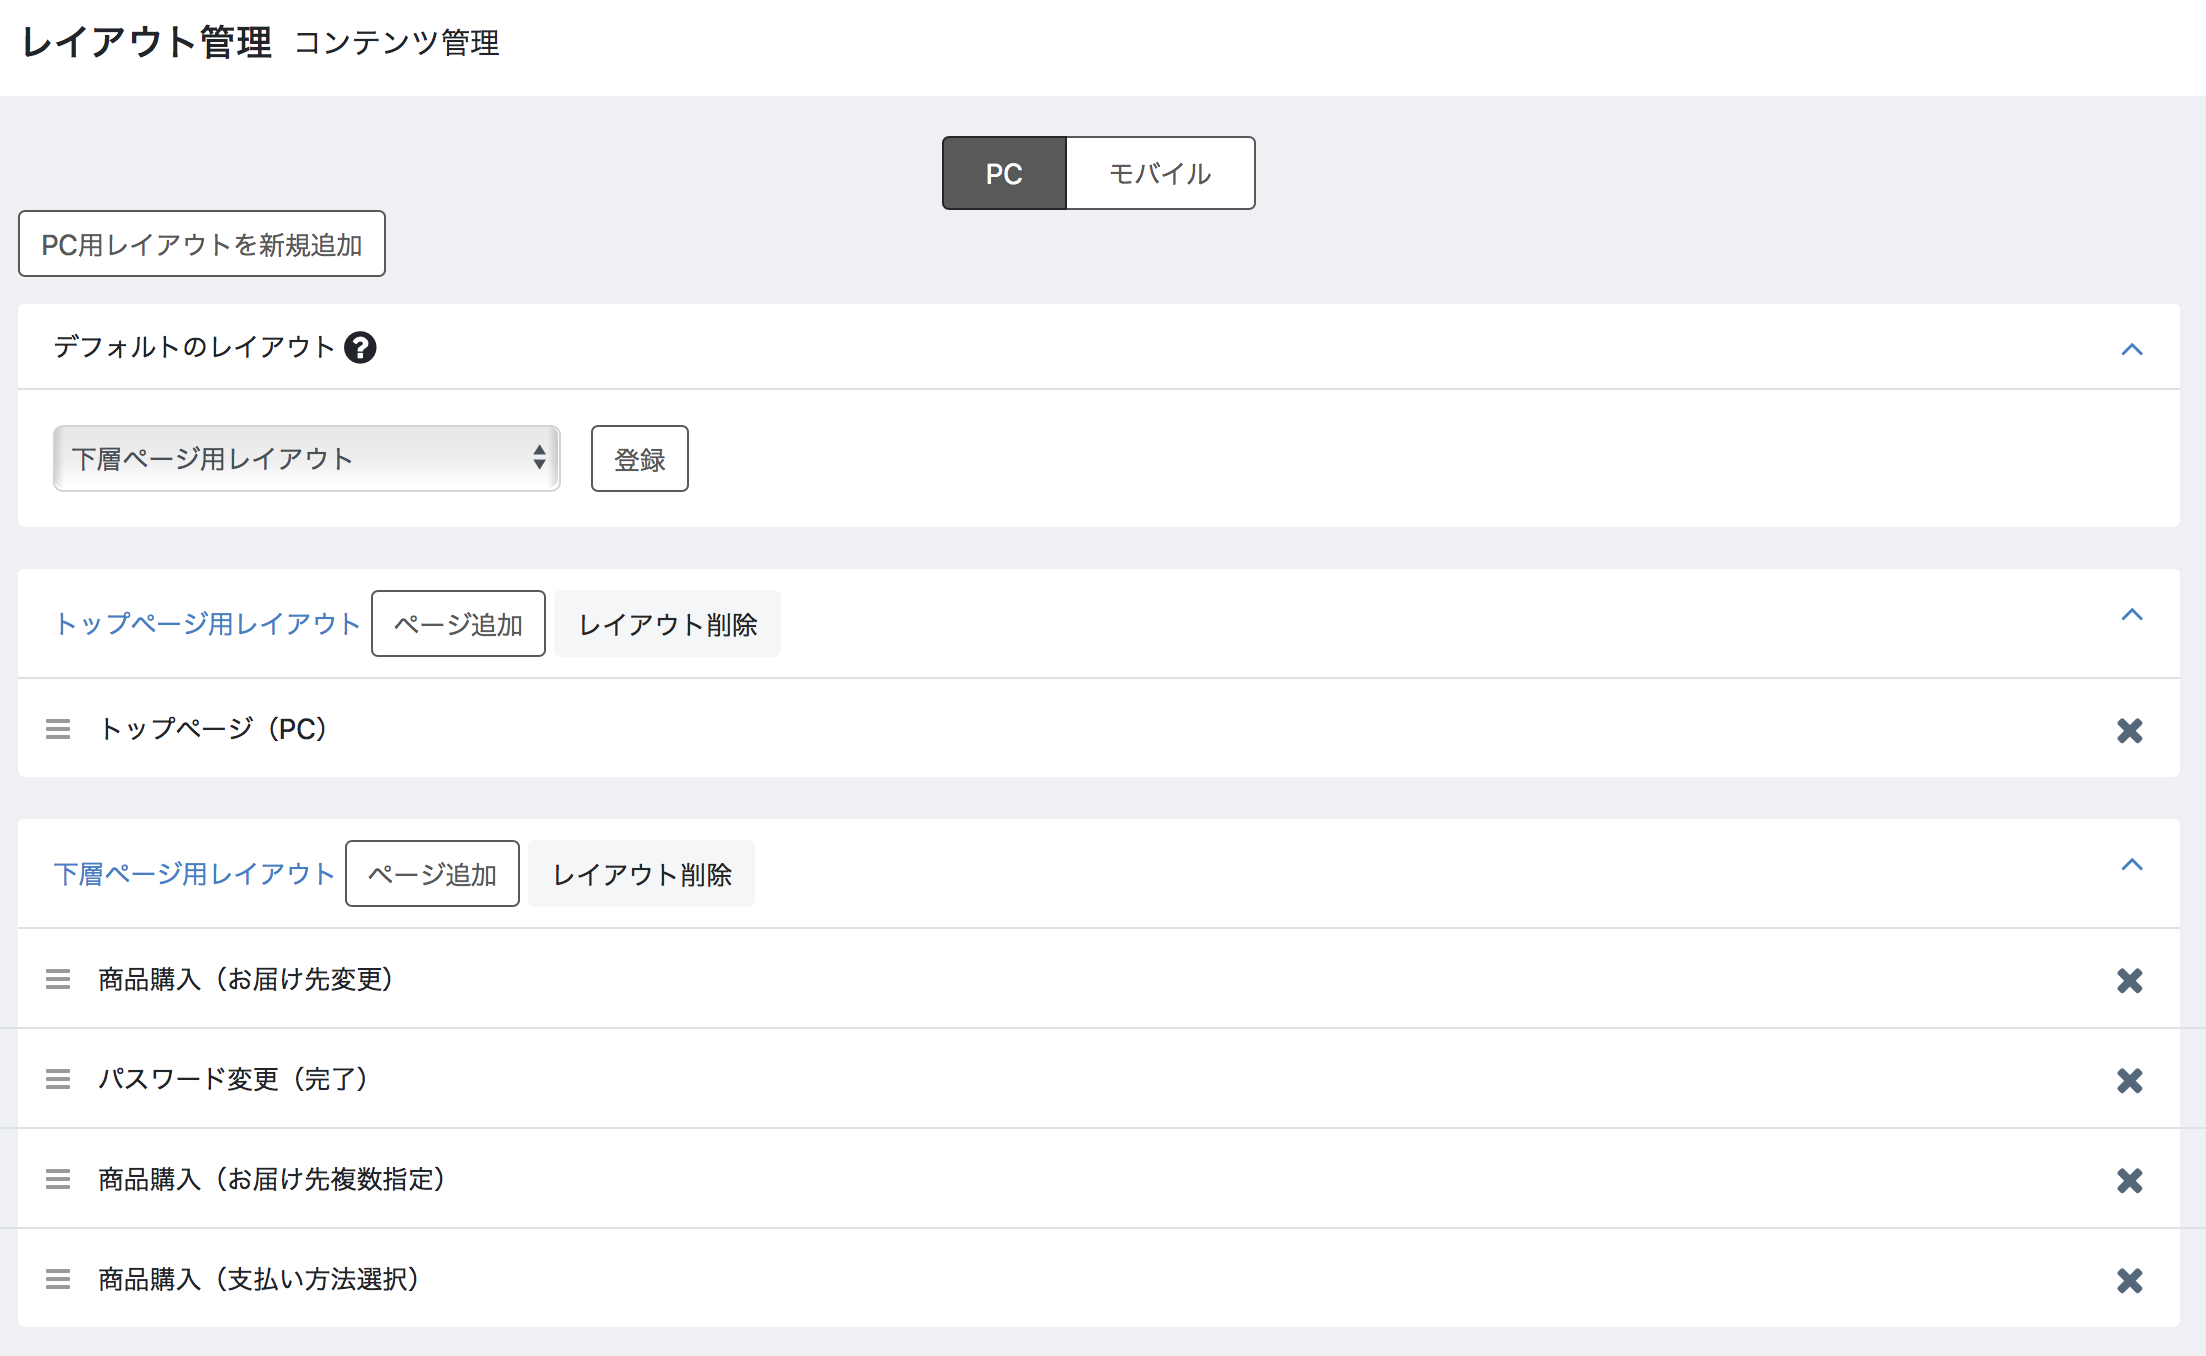 レイアウト管理 コンテンツ管理
PC モバイル
PC用レイアウトを新規追加
デフォルトのレイアウト ?
下層ページ用レイアウト 登録
トップページ用レイアウト ページ追加 レイアウト削除
トップページ（PC）
下層ページ用レイアウト ページ追加 レイアウト削除
商品購入（お届け先変更）
パスワード変更（完了）
商品購入（お届け先複数指定）
商品購入（支払い方法選択）